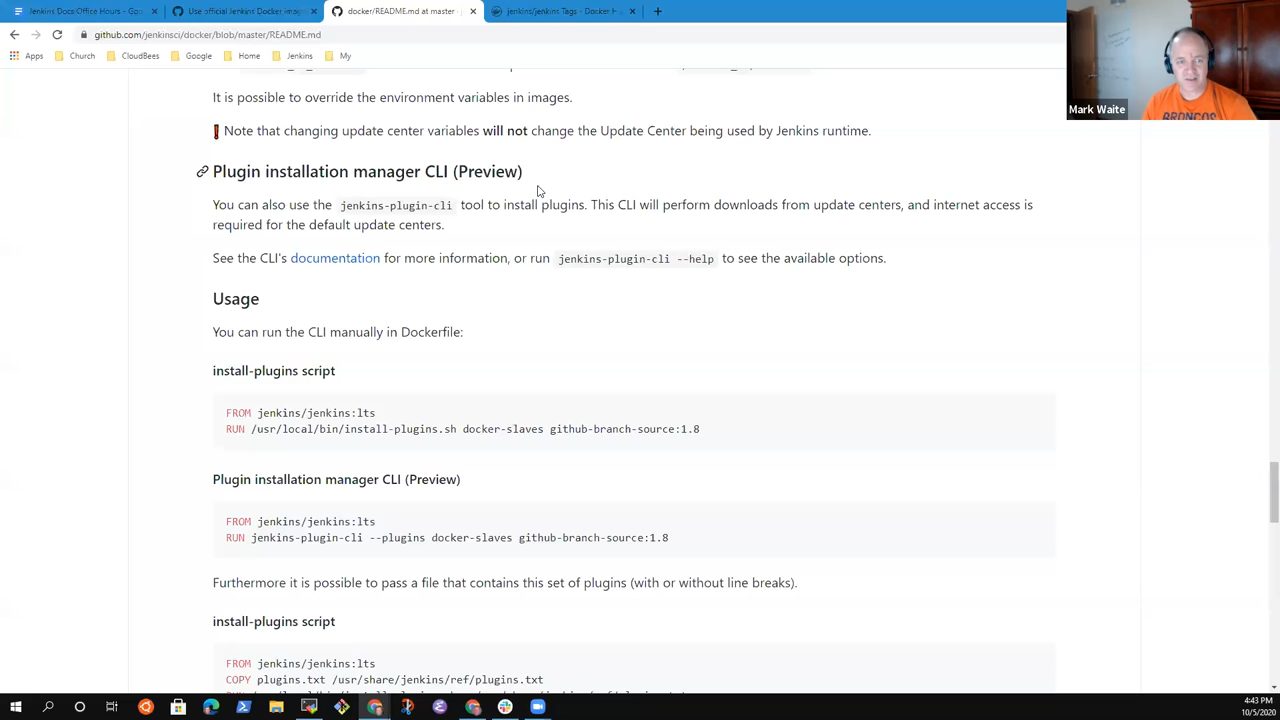 Jenkins Docs Office Hours - Goo
Use official Jenkins Docker imag
docker/README.md at master ·
jenkins/jenkins Tags - Docker H
github.com/jenkinsci/docker/blob/master/README.md
Apps
Church
CloudBees
Google
Home
Jenkins
My
Mark Waite
BRONCOS
It is possible to override the environment variables in images.
❗ Note that changing update center variables will not change the Update Center being used by Jenkins runtime.
Plugin installation manager CLI (Preview)
You can also use the jenkins-plugin-cli tool to install plugins. This CLI will perform downloads from update centers, and internet access is
required for the default update centers.
See the CLI's documentation for more information, or run jenkins-plugin-cli --help to see the available options.
Usage
You can run the CLI manually in Dockerfile:
install-plugins script
FROM jenkins/jenkins:lts
RUN /usr/local/bin/install-plugins.sh docker-slaves github-branch-source:1.8
Plugin installation manager CLI (Preview)
FROM jenkins/jenkins:lts
RUN jenkins-plugin-cli --plugins docker-slaves github-branch-source:1.8
Furthermore it is possible to pass a file that contains this set of plugins (with or without line breaks).
install-plugins script
FROM jenkins/jenkins:lts
COPY plugins.txt /usr/share/jenkins/ref/plugins.txt
4:43 PM
10/5/2020